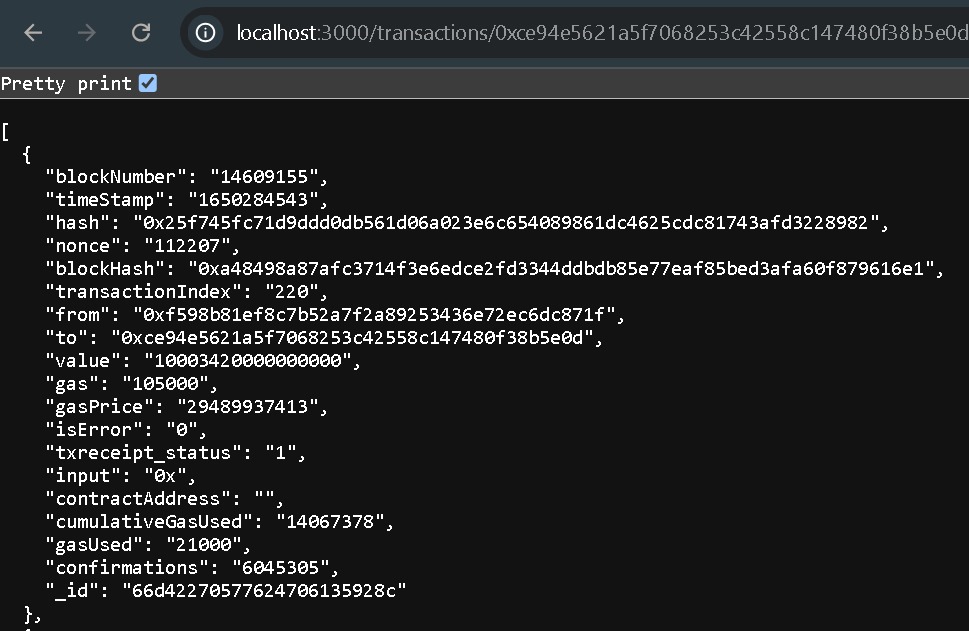 localhost:3000/transactions/0xce94e5621a5f7068253c42558c147480f38b5e0d
Pretty print
[
{
"blockNumber": "14609155",
"timeStamp": "1650284543",
"hash": "0x25f745fc71d9ddd0db561d06a023e6c654089861dc4625cdc81743afd3228982",
"nonce": "112207",
"blockHash": "0xa48498a87afc3714f3e6edce2fd3344ddbdb85e77eaf85bed3afa60f879616e1",
"transactionIndex": "220",
"from": "0xf598b81ef8c7b52a7f2a89253436e72ec6dc871f",
"to": "0xce94e5621a5f7068253c42558c147480f38b5e0d",
"value": "10003420000000000",
"gas": "105000",
"gasPrice": "29489937413",
"isError": "0",
"txreceipt_status": "1",
"input": "0x",
"contractAddress": "",
"cumulativeGasUsed": "14067378",
"gasUsed": "21000",
"confirmations": "6045305",
"_id": "66d42270577624706135928c"
},